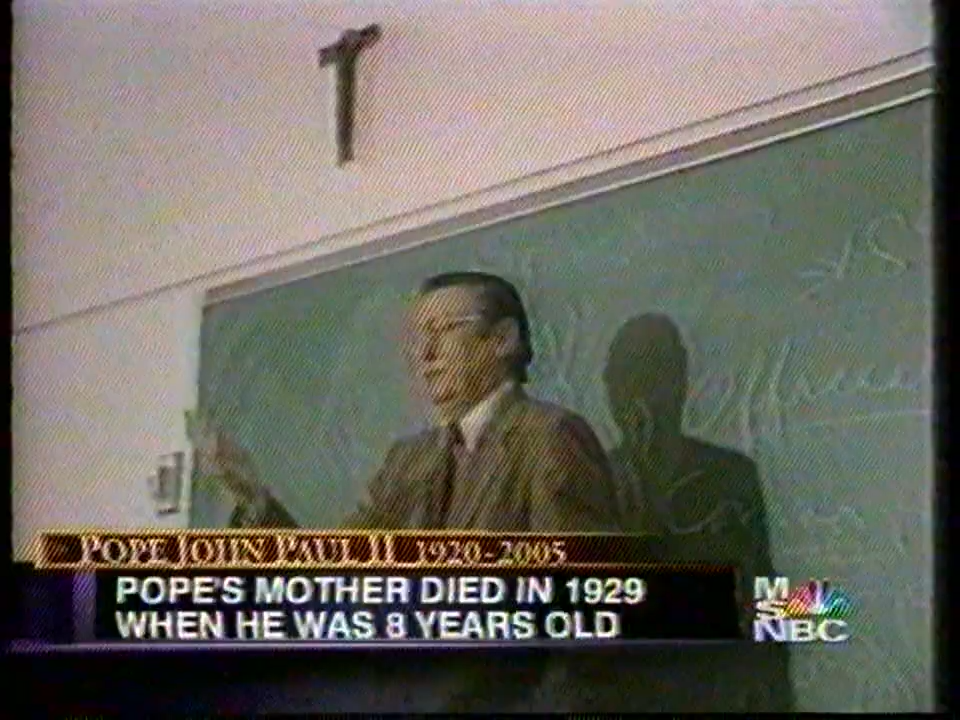 POPE JOHN PAUL II 1920-2005
POPE'S MOTHER DIED IN 1929
WHEN HE WAS 8 YEARS OLD
MSNBC